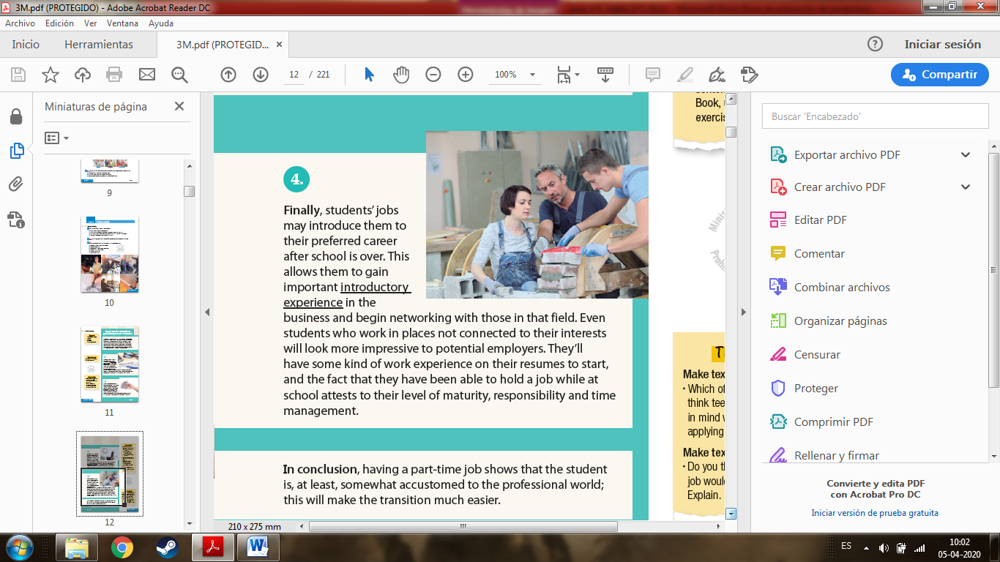 3M.pdf (PROTEGIDO) - Adobe Acrobat Reader DC
Archivo Edición Ver Ventana Ayuda
Inicio Herramientas 3M.pdf (PROTEGID... × Iniciar sesión
12 / 221 100% Compartir
Miniaturas de página
9
10
11
12
4.
Finally, students' jobs
may introduce them to
their preferred career
after school is over. This
allows them to gain
important introductory
experience in the
business and begin networking with those in that field. Even
students who work in places not connected to their interests
will look more impressive to potential employers. They'll
have some kind of work experience on their resumes to start,
and the fact that they have been able to hold a job while at
school attests to their level of maturity, responsibility and time
management.
In conclusion, having a part-time job shows that the student
is, at least, somewhat accustomed to the professional world;
this will make the transition much easier.
210 x 275 mm
Book,
exercis
Make tex
• Which of
think tee
in mind
applying
Make tex
• Do you t
job woul
Explain.
Buscar 'Encabezado'
Exportar archivo PDF
Crear archivo PDF
Editar PDF
Comentar
Combinar archivos
Organizar páginas
Censurar
Proteger
Comprimir PDF
Rellenar y firmar
Convierte y edita PDF
con Acrobat Pro DC
Iniciar versión de prueba gratuita
ES
10:02
05-04-2020